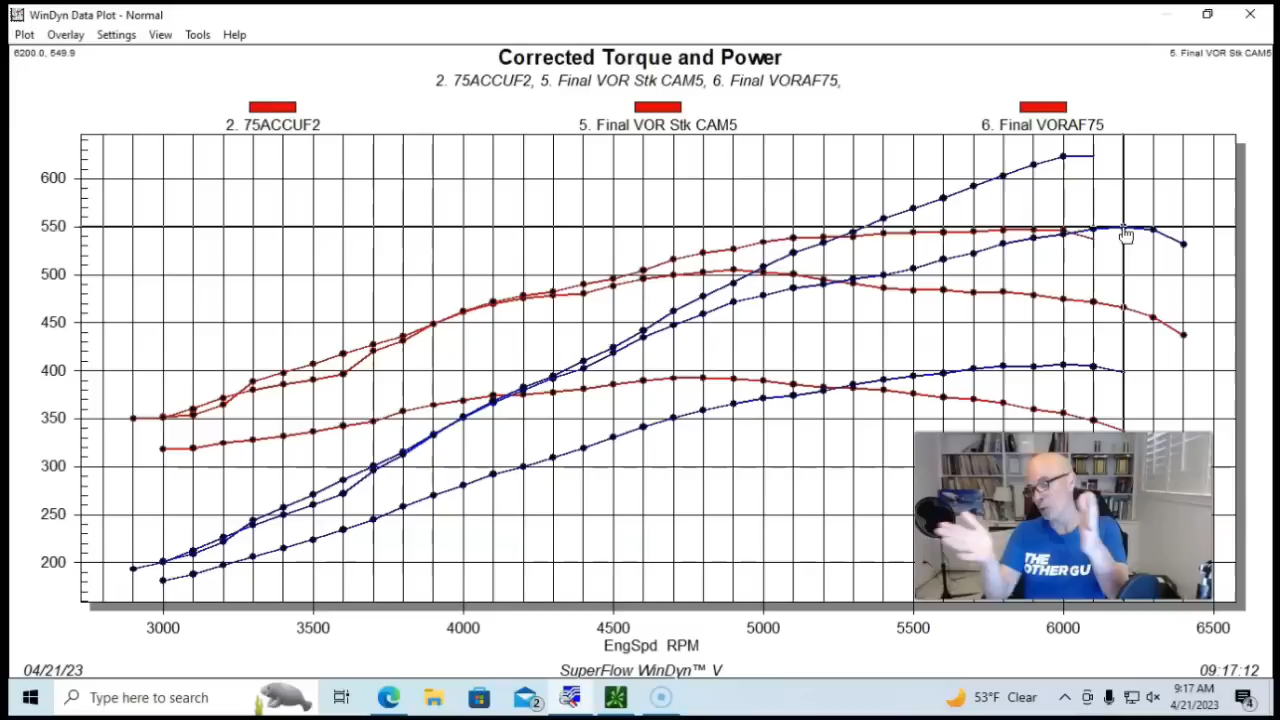 WinDyn Data Plot - Normal
Plot Overlay Settings View Tools Help
6200.0, 549.9
5. Final VOR Stk CAM5
Corrected Torque and Power
2. 75ACCUF2, 5. Final VOR Stk CAM5, 6. Final VORAF75,
2. 75ACCUF2
5. Final VOR Stk CAM5
6. Final VORAF75
600
550
500
450
400
350
300
250
200
3000 3500 4000 4500 5000 5500 6000 6500
EngSpd RPM
THE
OTHER GU
04/21/23
SuperFlow WinDyn™ V
09:17:12
Type here to search
2
53°F Clear
9:17 AM
4/21/2023
4